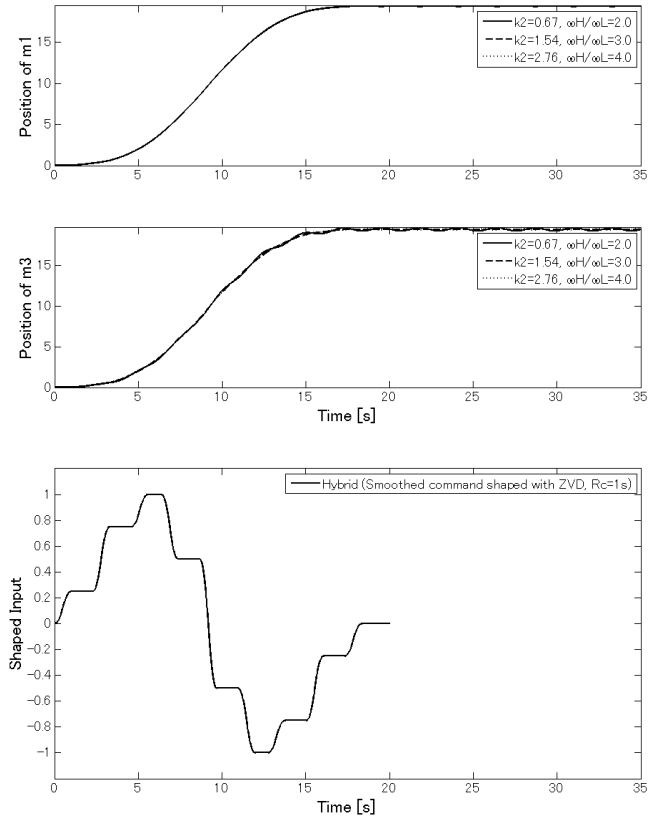 Position of m1
15
10
5
0
k2=0.67, ωH/ωL=2.0
k2=1.54, ωH/ωL=3.0
k2=2.76, ωH/ωL=4.0
0 5 10 15 20 25 30 35
Position of m3
15
10
5
0
k2=0.67, ωH/ωL=2.0
k2=1.54, ωH/ωL=3.0
k2=2.76, ωH/ωL=4.0
0 5 10 15 20 25 30 35
Time [s]
Shaped Input
1
0.8
0.6
0.4
0.2
0
-0.2
-0.4
-0.6
-0.8
-1
Hybrid (Smoothed command shaped with ZVD, Rc=1s)
0 5 10 15 20 25 30 35
Time [s]